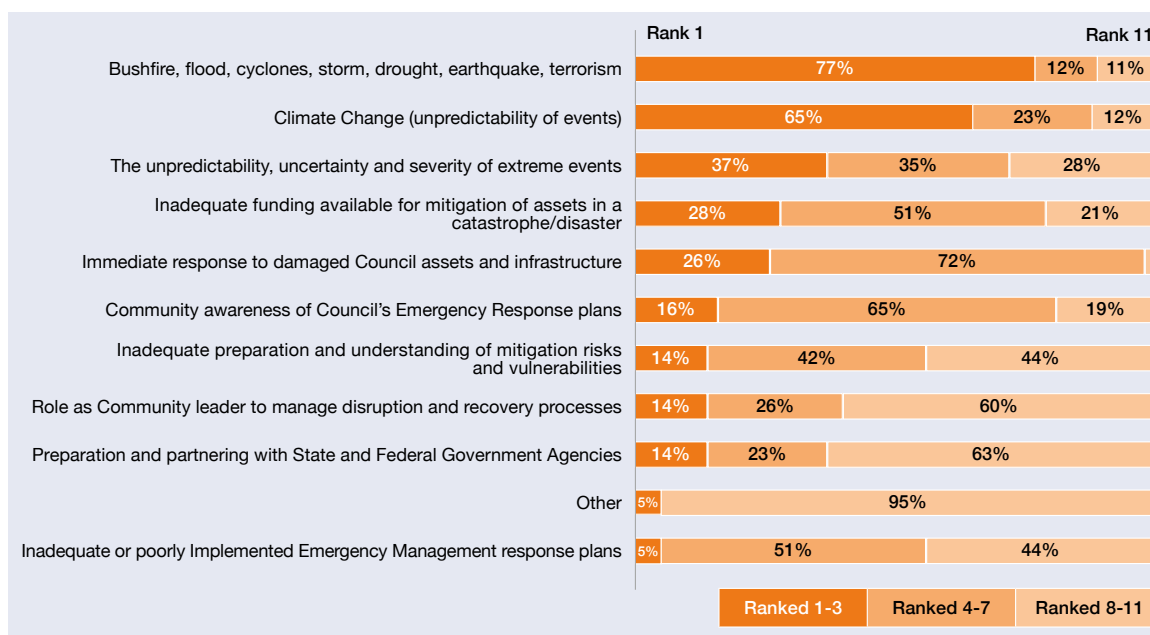 Rank 1
Rank 11
Bushfire, flood, cyclones, storm, drought, earthquake, terrorism
77%
12%
11%
Climate Change (unpredictability of events)
65%
23%
12%
The unpredictability, uncertainty and severity of extreme events
37%
35%
28%
Inadequate funding available for mitigation of assets in a
catastrophe/disaster
28%
51%
21%
Immediate response to damaged Council assets and infrastructure
26%
72%
Community awareness of Council’s Emergency Response plans
16%
65%
19%
Inadequate preparation and understanding of mitigation risks
and vulnerabilities
14%
42%
44%
Role as Community leader to manage disruption and recovery processes
14%
26%
60%
Preparation and partnering with State and Federal Government Agencies
14%
23%
63%
Other
5%
95%
Inadequate or poorly Implemented Emergency Management response plans
5%
51%
44%
Ranked 1-3
Ranked 4-7
Ranked 8-11